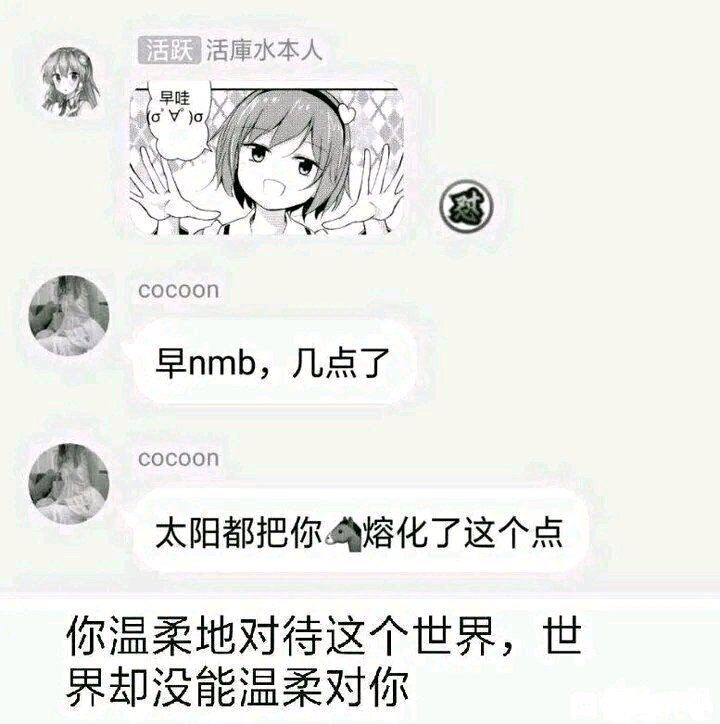 活跃 活庫水本人
早哇
(σﾟ∀ﾟ)σ
怼
cocoon
早nmb，几点了
cocoon
太阳都把你🐴熔化了这个点
你温柔地对待这个世界，世
界却没能温柔对你